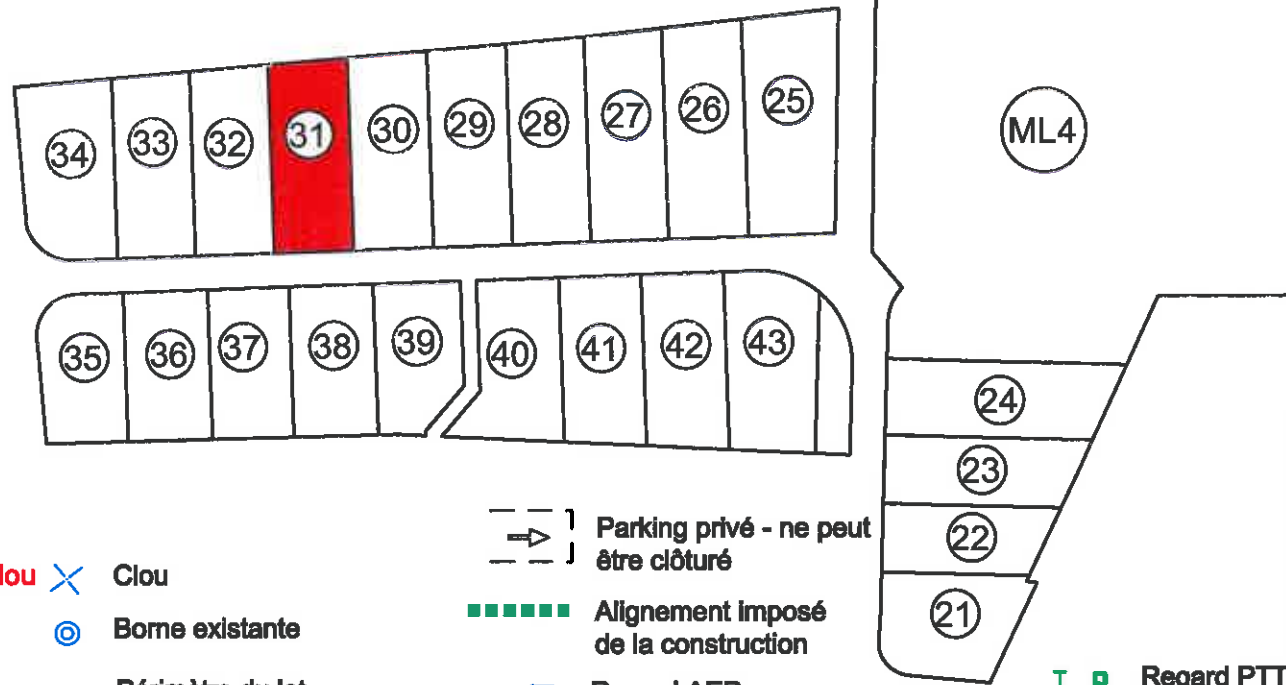 34 33 32 31 30 29 28 27 26 25
ML4
35 36 37 38 39 40 41 42 43
24
23
22
21
Clou
Borne existante
Parking privé - ne peut
être clôturé
Alignement imposé
de la construction
Regard PTT